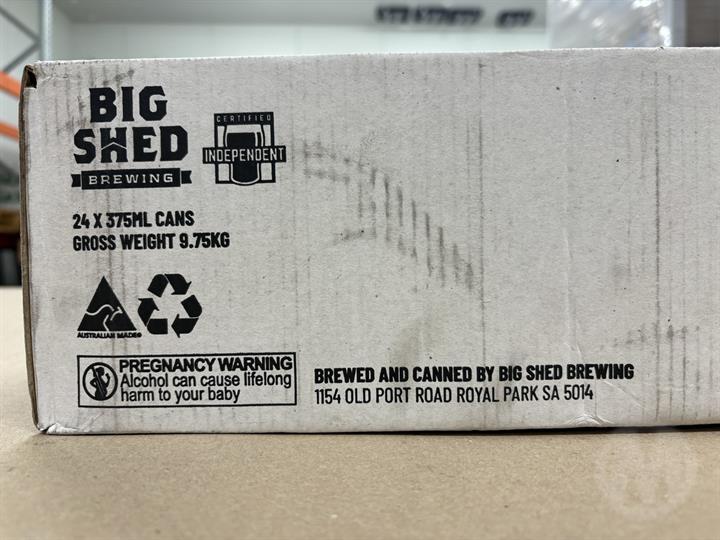 BIG
SHED
BREWING
CERTIFIED
INDEPENDENT
24 X 375ML CANS
GROSS WEIGHT 9.75KG
AUSTRALIAN MADE
PREGNANCY WARNING
Alcohol can cause lifelong
harm to your baby
BREWED AND CANNED BY BIG SHED BREWING
1154 OLD PORT ROAD ROYAL PARK SA 5014